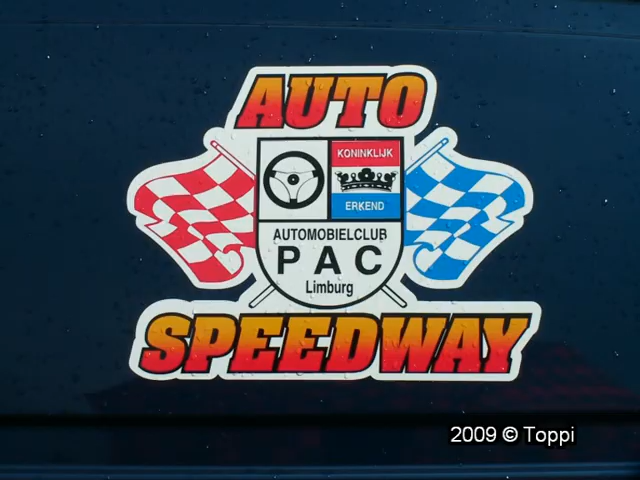 AUTO
KONINKLIJK
ERKEND
AUTOMOBIELCLUB
PAC
Limburg
SPEEDWAY
2009 © Toppi